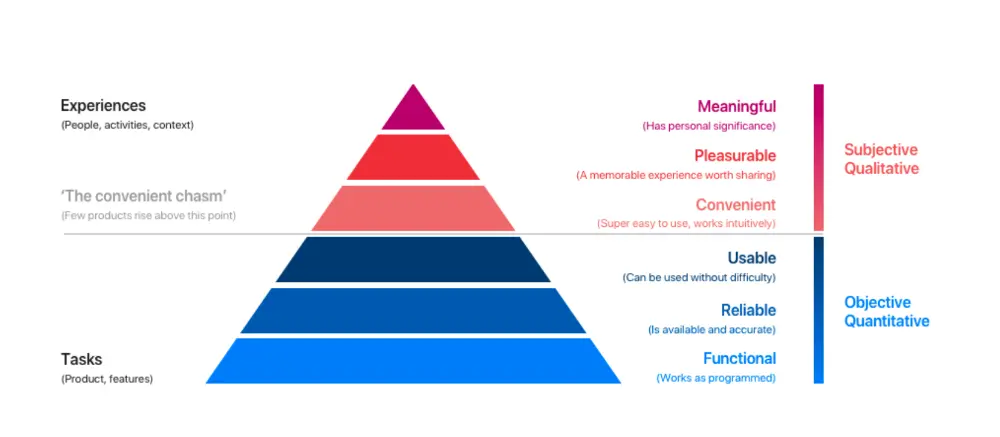 Experiences
(People, activities, context)
‘The convenient chasm’
(Few products rise above this point)
Tasks
(Product, features)
Meaningful
(Has personal significance)
Pleasurable
(A memorable experience worth sharing)
Convenient
(Super easy to use, works intuitively)
Usable
(Can be used without difficulty)
Reliable
(Is available and accurate)
Functional
(Works as programmed)
Subjective
Qualitative
Objective
Quantitative